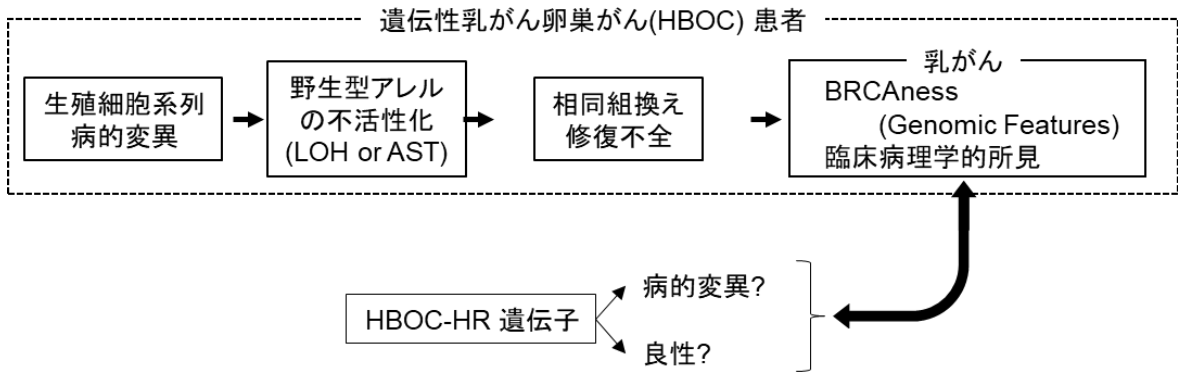 遺伝性乳がん卵巣がん(HBOC) 患者
生殖細胞系列
病的変異
野生型アレル
の不活性化
(LOH or AST)
相同組換え
修復不全
乳がん
BRCAness
(Genomic Features)
臨床病理学的所見
HBOC-HR 遺伝子
病的変異?
良性?